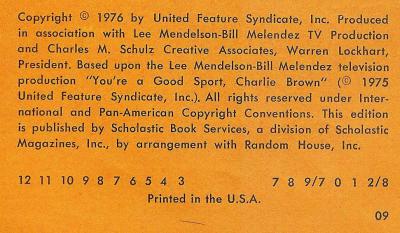 Copyright © 1976 by United Feature Syndicate, Inc. Produced
in association with Lee Mendelson-Bill Melendez TV Production
and Charles M. Schulz Creative Associates, Warren Lockhart,
President. Based upon the Lee Mendelson-Bill Melendez television
production "You're a Good Sport, Charlie Brown" (© 1975
United Feature Syndicate, Inc.). All rights reserved under Inter-
national and Pan-American Copyright Conventions. This edition
is published by Scholastic Book Services, a division of Scholastic
Magazines, Inc., by arrangement with Random House, Inc.
12 11 10 9 8 7 6 5 4 3 7 8 9/7 0 1 2/8
Printed in the U.S.A.
09